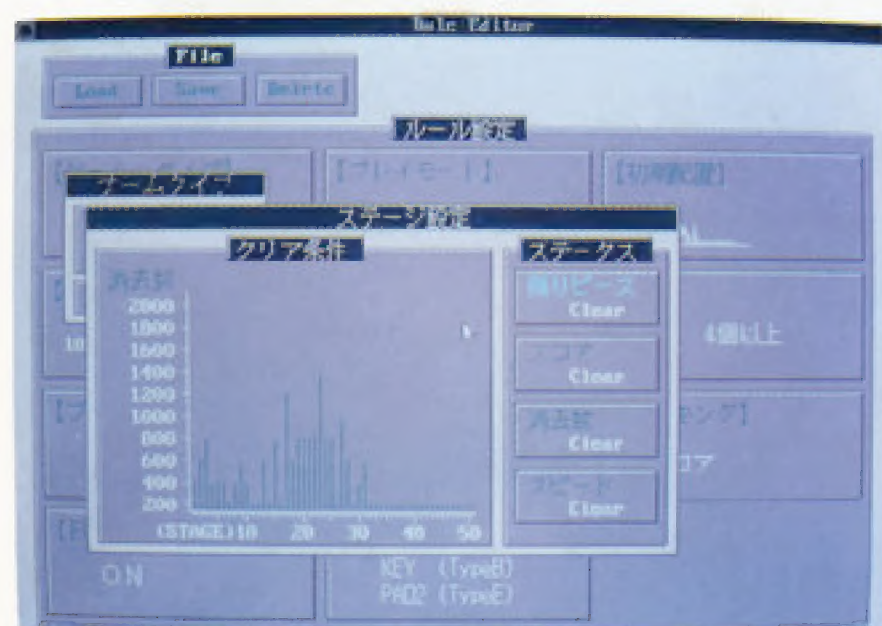 Rule Editor
File
Load Save Delete
ルール設定
【プレイモード】 【初期配置】
ゲームタイプ
ステージ設定
クリア条件 ステータス
消去数
2000
1800
1600
1400
1200
1000
800
600
400
200
(STAGE)10 20 30 40 50
残りピース
Clear
スコア
Clear
消去数
Clear
スピード
Clear
4個以上
ON
KEY (TypeB)
PAD2 (TypeE)